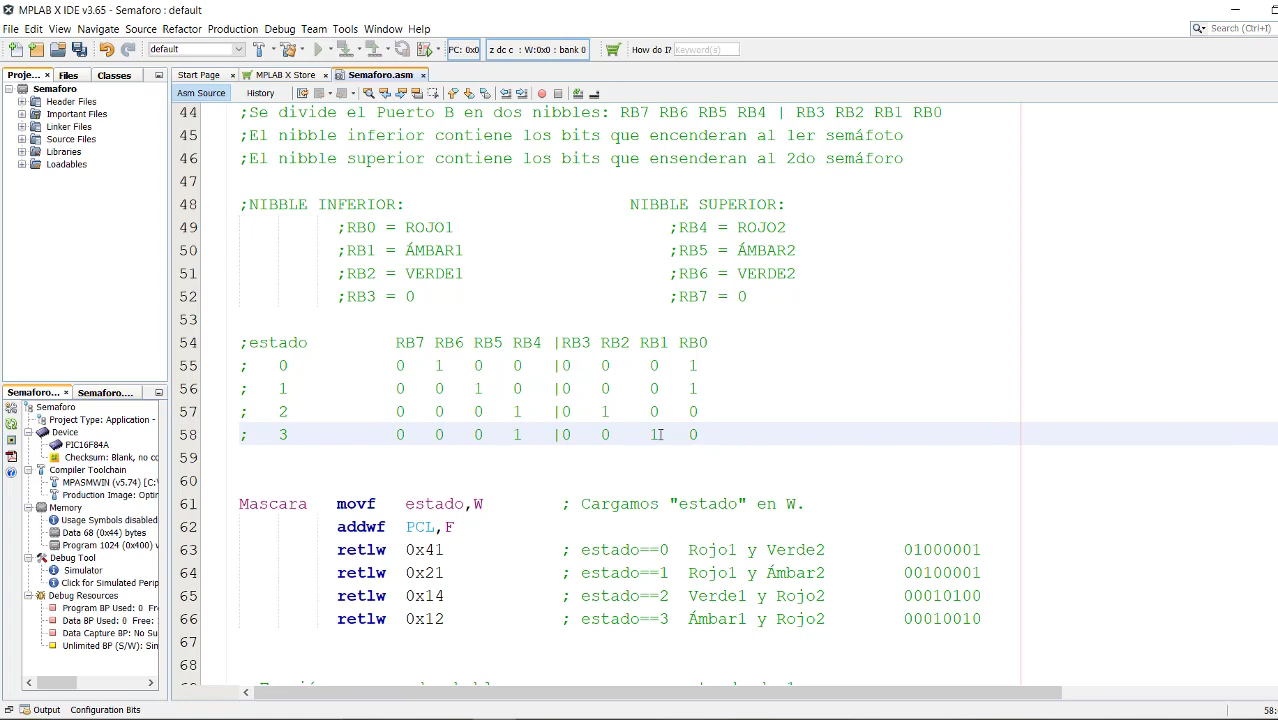 MPLAB X IDE v3.65 - Semaforo : default
File Edit View Navigate Source Refactor Production Debug Team Tools Window Help
Search (Ctrl+I)
default PC: 0x0 z dc c : W:0x0 : bank 0 How do I? Keyword(s)
Proje... Files Classes
Start Page MPLAB X Store Semaforo.asm
Asm Source History
Semaforo
Header Files
Important Files
Linker Files
Source Files
Libraries
Loadables
44 ;Se divide el Puerto B en dos nibbles: RB7 RB6 RB5 RB4 | RB3 RB2 RB1 RB0
45 ;El nibble inferior contiene los bits que encenderan al 1er semáfoto
46 ;El nibble superior contiene los bits que ensenderan al 2do semáforo
47
48 ;NIBBLE INFERIOR: NIBBLE SUPERIOR:
49 ;RB0 = ROJO1 ;RB4 = ROJO2
50 ;RB1 = ÁMBAR1 ;RB5 = ÁMBAR2
51 ;RB2 = VERDE1 ;RB6 = VERDE2
52 ;RB3 = 0 ;RB7 = 0
53
54 ;estado RB7 RB6 RB5 RB4 |RB3 RB2 RB1 RB0
55 ; 0 0 1 0 0 |0 0 0 1
56 ; 1 0 0 1 0 |0 0 0 1
57 ; 2 0 0 0 1 |0 1 0 0
58 ; 3 0 0 0 1 |0 0 1 0
59
60
61 Mascara movf estado,W ; Cargamos "estado" en W.
62 addwf PCL,F
63 retlw 0x41 ; estado==0 Rojo1 y Verde2 01000001
64 retlw 0x21 ; estado==1 Rojo1 y Ámbar2 00100001
65 retlw 0x14 ; estado==2 Verde1 y Rojo2 00010100
66 retlw 0x12 ; estado==3 Ámbar1 y Rojo2 00010010
67
68
Semaforo... Semaforo....
Semaforo
Project Type: Application -
Device
PIC16F84A
Checksum: Blank, no co
Compiler Toolchain
MPASMWIN (v5.74) [C:
Production Image: Optim
Memory
Usage Symbols disabled
Data 68 (0x44) bytes
Program 1024 (0x400) w
Debug Tool
Simulator
Click for Simulated Perip
Debug Resources
Program BP Used: 0 Free:
Data BP Used: 0 Free:
Data Capture BP: No Su
Unlimited BP (S/W): Sim
Output Configuration Bits 58: